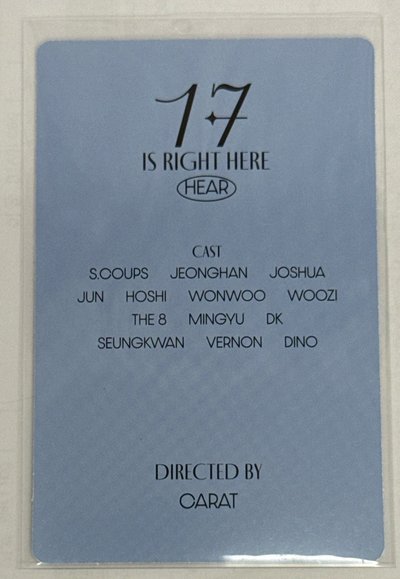 17
IS RIGHT HERE
HEAR
CAST
S.COUPS JEONGHAN JOSHUA
JUN HOSHI WONWOO WOOZI
THE 8 MINGYU DK
SEUNGKWAN VERNON DINO
DIRECTED BY
CARAT